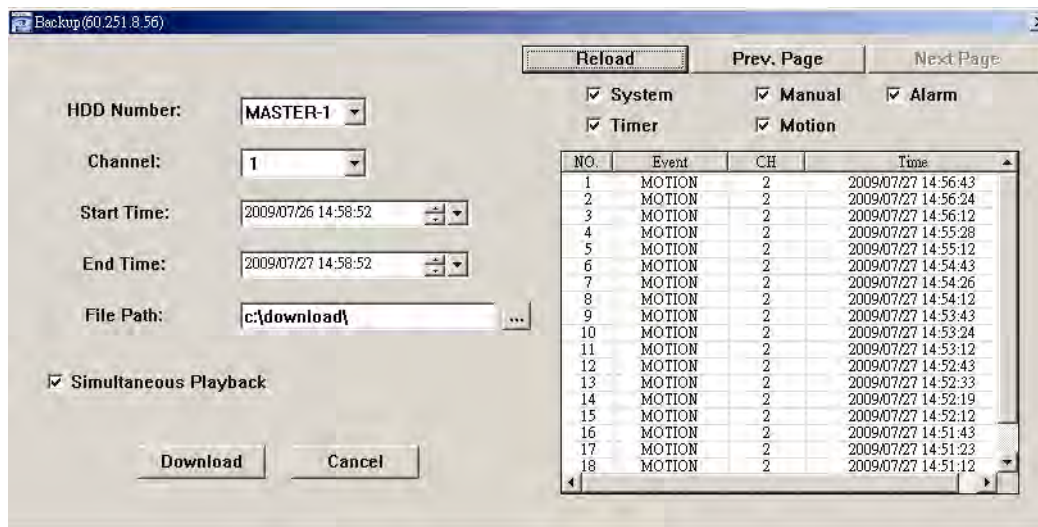 Backup(60.251.8.56)
Reload Prev. Page Next Page
System Manual Alarm
Timer Motion
HDD Number: MASTER-1
Channel: 1
Start Time: 2009/07/26 14:58:52
End Time: 2009/07/27 14:58:52
File Path: c:\download\ ...
Simultaneous Playback
Download Cancel
NO. Event CH Time
1 MOTION 2 2009/07/27 14:56:43
2 MOTION 2 2009/07/27 14:56:24
3 MOTION 2 2009/07/27 14:56:12
4 MOTION 2 2009/07/27 14:55:28
5 MOTION 2 2009/07/27 14:55:12
6 MOTION 2 2009/07/27 14:54:43
7 MOTION 2 2009/07/27 14:54:26
8 MOTION 2 2009/07/27 14:54:12
9 MOTION 2 2009/07/27 14:53:43
10 MOTION 2 2009/07/27 14:53:24
11 MOTION 2 2009/07/27 14:53:12
12 MOTION 2 2009/07/27 14:52:43
13 MOTION 2 2009/07/27 14:52:33
14 MOTION 2 2009/07/27 14:52:19
15 MOTION 2 2009/07/27 14:52:12
16 MOTION 2 2009/07/27 14:51:43
17 MOTION 2 2009/07/27 14:51:23
18 MOTION 2 2009/07/27 14:51:12